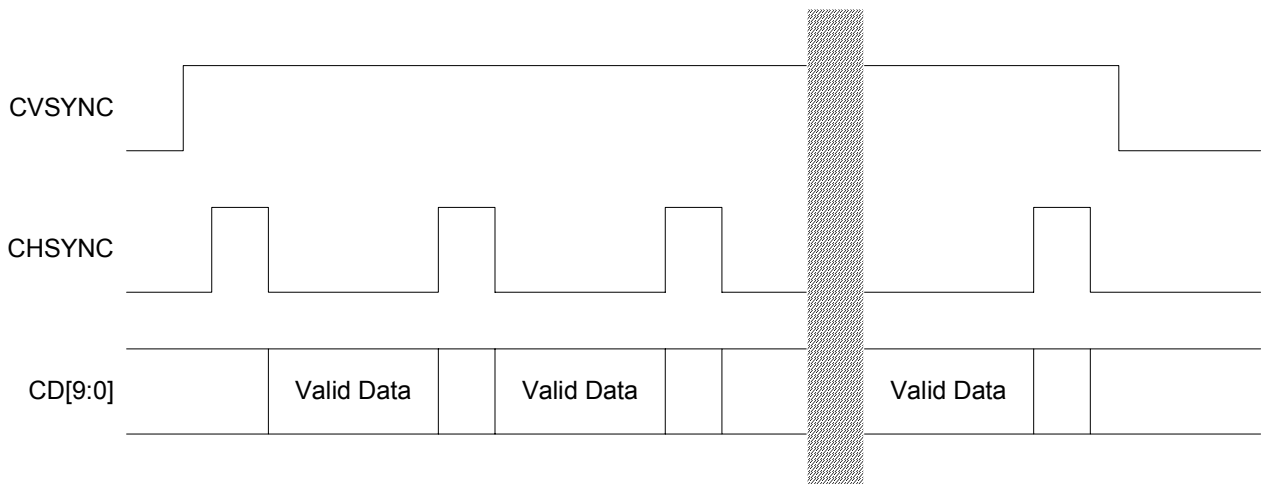 CVSYNC
CHSYNC
CD[9:0]
Valid Data
Valid Data
Valid Data